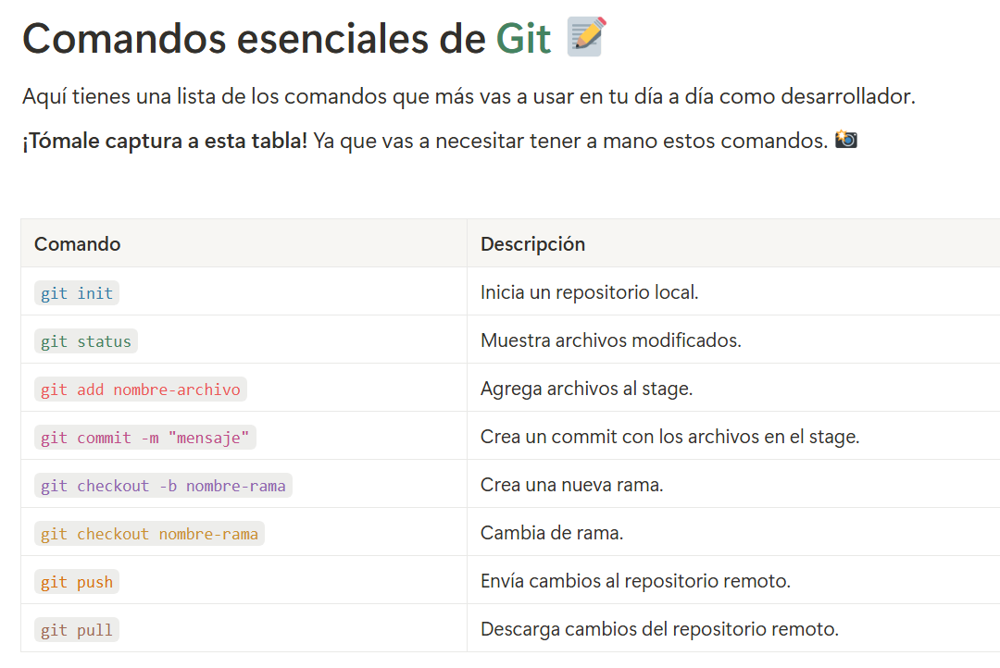 Comandos esenciales de Git 📝
Aquí tienes una lista de los comandos que más vas a usar en tu día a día como desarrollador.
¡Tómale captura a esta tabla! Ya que vas a necesitar tener a mano estos comandos. 📸
Comando Descripción
git init Inicia un repositorio local.
git status Muestra archivos modificados.
git add nombre-archivo Agrega archivos al stage.
git commit -m "mensaje" Crea un commit con los archivos en el stage.
git checkout -b nombre-rama Crea una nueva rama.
git checkout nombre-rama Cambia de rama.
git push Envía cambios al repositorio remoto.
git pull Descarga cambios del repositorio remoto.